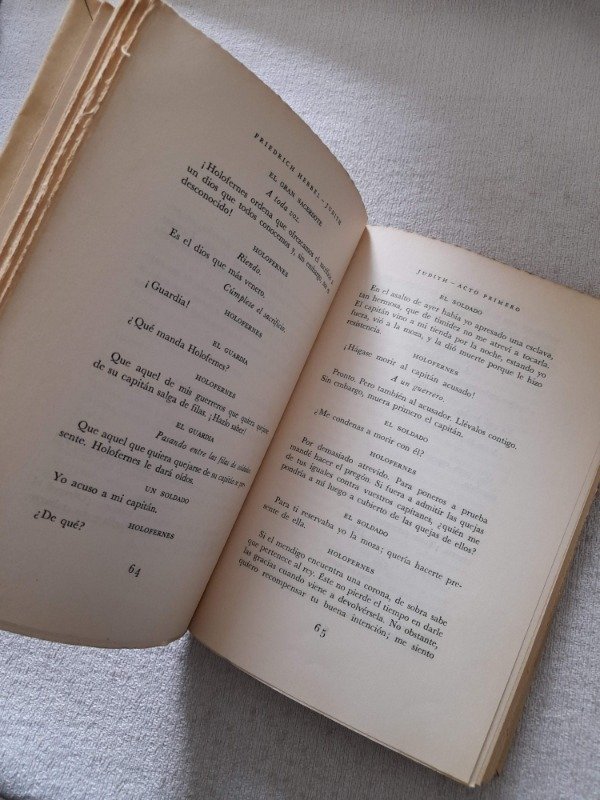 FRIEDRICH HEBBEL - JUDITH
EL GRAN SACERDOTE
A toda voz.
¡Holofernes ordena que ofrezcamos el sacrificio a
un dios que todos conocemos y, sin embargo, nos es
desconocido!
HOLOFERNES
Riendo.
Es el dios que más venero.
Cúmplase el sacrificio
HOLOFERNES
¡Guardia!
EL GUARDIA
¿Qué manda Holofernes?
HOLOFERNES
Que aquel de mis guerreros que quiera quejarse
de su capitán salga de filas. ¡Hazlo saber!
EL GUARDIA
Pasando entre las filas de soldados
Que aquel que quiera quejarse de su capitán se pre-
sente. Holofernes le dará oídos.
UN SOLDADO
Yo acuso a mi capitán.
HOLOFERNES
¿De qué?
64
JUDITH - ACTO PRIMERO
EL SOLDADO
En el asalto de ayer había yo apresado una esclava,
tan hermosa, que de timidez no me atreví a tocarla.
El capitán vino a mi tienda por la noche, estando yo
fuera, vió a la moza, y la dió muerte porque le hizo
resistencia.
HOLOFERNES
¡Hágase morir al capitán acusado!
A un guerrero.
Pronto. Pero también al acusador. Llévalos contigo.
Sin embargo, muera primero el capitán.
EL SOLDADO
¿Me condenas a morir con él?
HOLOFERNES
Por demasiado atrevido. Para poneros a prueba
mandé hacer el pregón. Si fuera a admitir las quejas
de tus iguales contra vuestros capitanes, ¿quién me
pondría a mí luego a cubierto de las quejas de ellos?
EL SOLDADO
Para ti reservaba yo la moza; quería hacerte pre-
sente de ella.
HOLOFERNES
Si el mendigo encuentra una corona, de sobra sabe
que pertenece al rey. Éste no pierde el tiempo en darle
las gracias cuando viene a devolvérsela. No obstante,
quiero recompensar tu buena intención; me siento
65